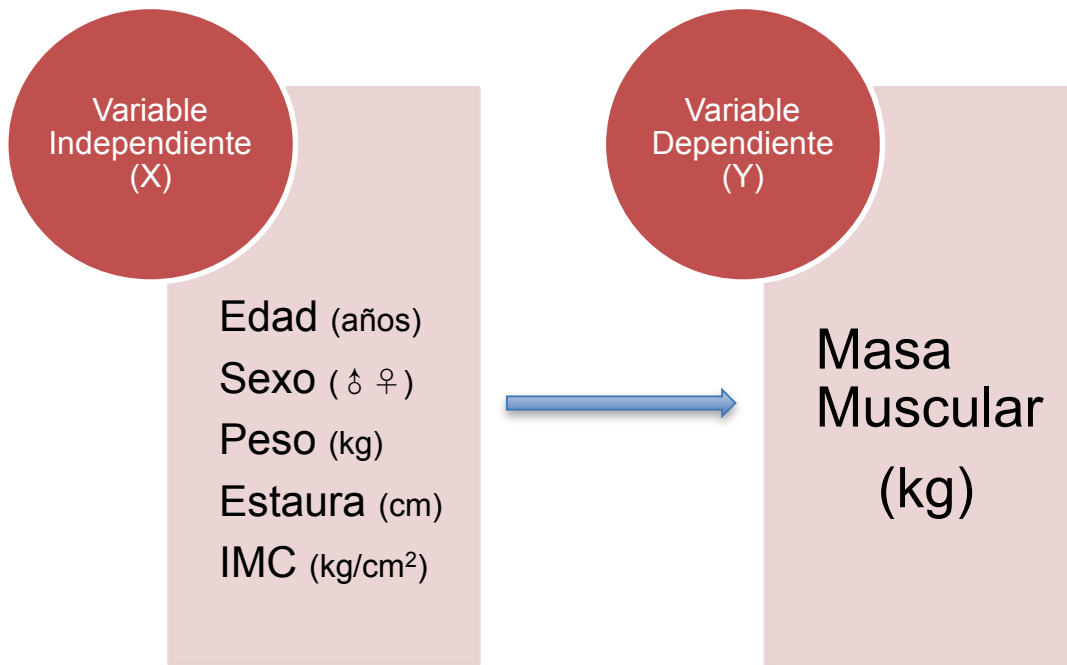 Variable
Independiente
(X)
Edad (años)
Sexo (♂ ♀)
Peso (kg)
Estaura (cm)
IMC (kg/cm²)
Variable
Dependiente
(Y)
Masa
Muscular
(kg)